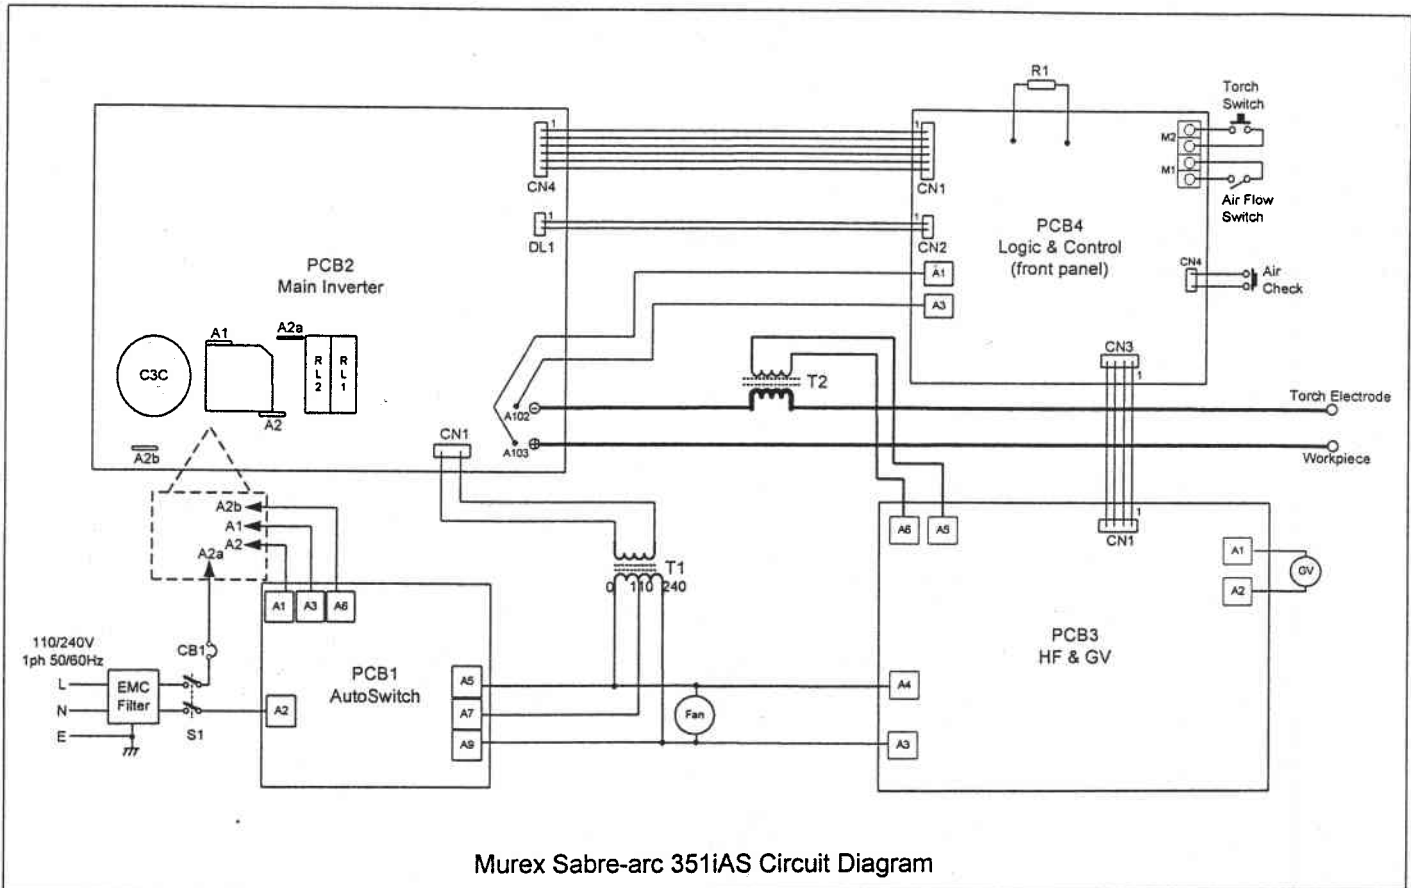 R1
Torch
Switch
1
1
M2
M1
CN4
CN1
Air Flow
Switch
1
1
DL1
CN2
PCB4
Logic & Control
(front panel)
PCB2
Main Inverter
A1
A3
CN4
Air
Check
A1
A2a
C3C
RL2
RL1
A2
A2b
CN3
1
T2
Torch Electrode
A102
CN1
A103
Workpiece
A2b
A1
A2
A2a
A6
A5
1
CN1
A1
GV
A2
T1
0 110 240
A1
A3
A6
110/240V
1ph 50/60Hz
CB1
L
N
E
EMC
Filter
S1
A2
PCB1
AutoSwitch
A5
A7
A9
Fan
PCB3
HF & GV
A4
A3
Murex Sabre-arc 351iAS Circuit Diagram